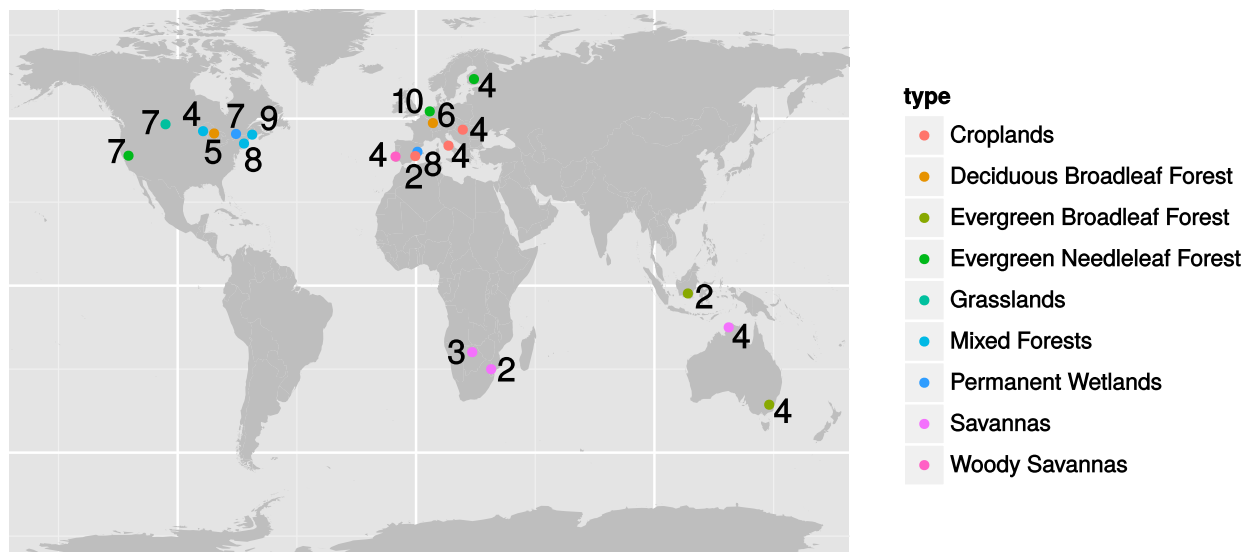 4
10
6
4
7
4
7
9
5
8
7
4
2
8
4
2
4
3
2
4
type
Croplands
Deciduous Broadleaf Forest
Evergreen Broadleaf Forest
Evergreen Needleleaf Forest
Grasslands
Mixed Forests
Permanent Wetlands
Savannas
Woody Savannas